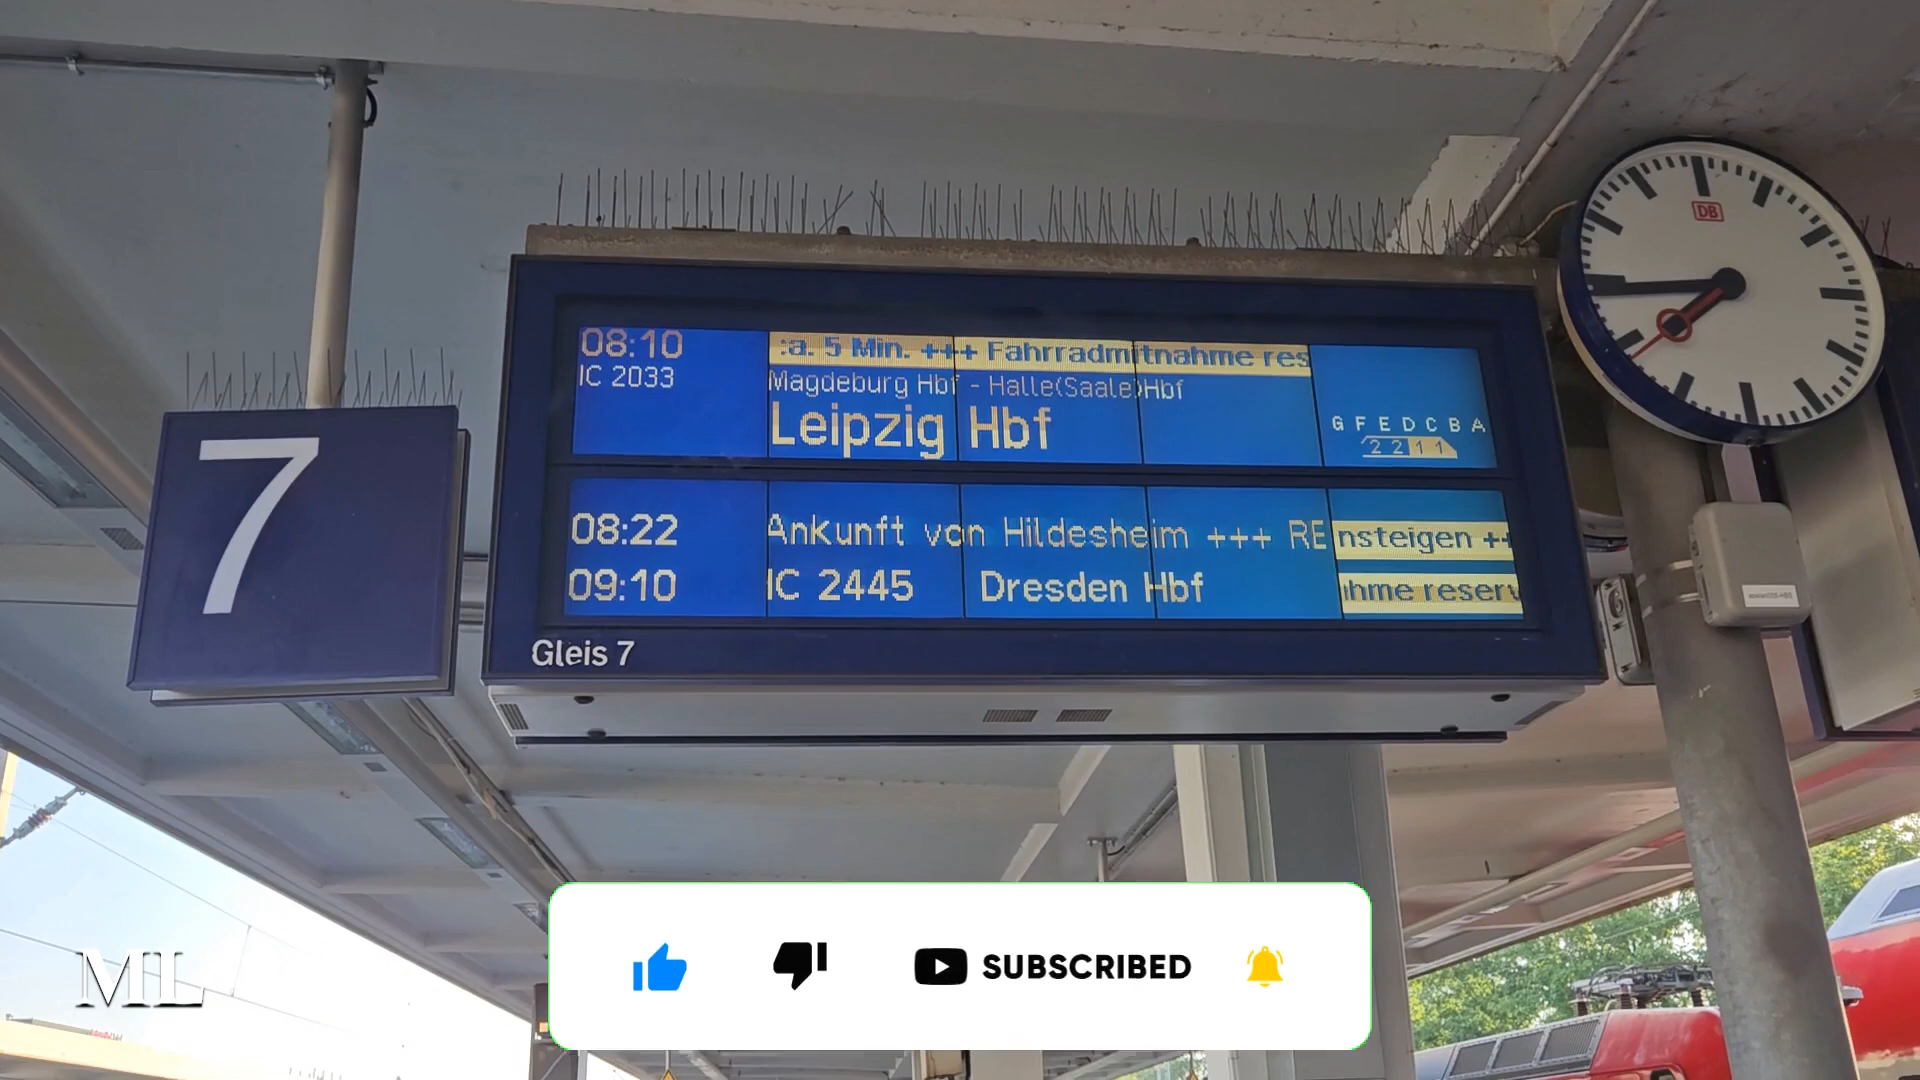 7
08:10
:a. 5 Min. +++ Fahrradmitnahme res
IC 2033
Magdeburg Hbf - Halle(Saale)Hbf
Leipzig Hbf
G F E D C B A
2 2 1 1
08:22 Ankunft von Hildesheim +++ RE nsteigen ++
09:10 IC 2445 Dresden Hbf ahme reserv
Gleis 7
DB
SUBSCRIBED
ML